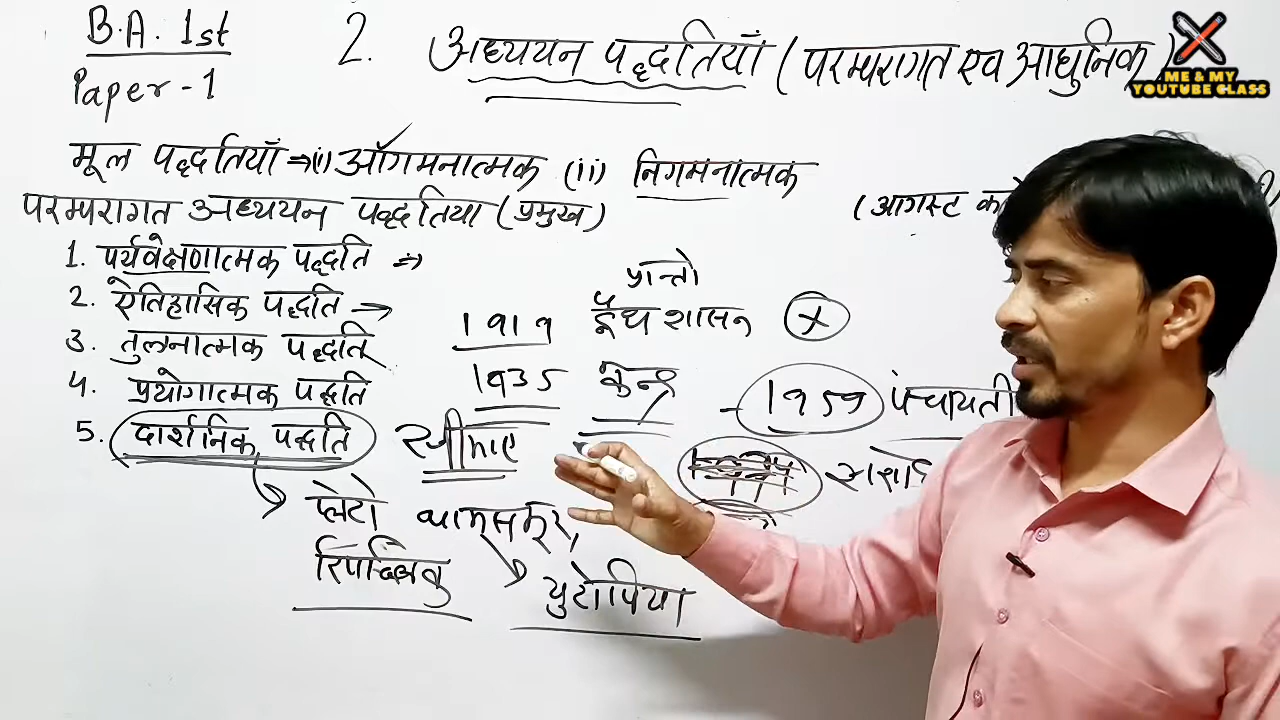 B.A. 1st
Paper-1
2. अध्ययन पद्धतियाँ (परम्परागत एव आधुनिक)
ME & MY
YOUTUBE CLASS
मूल पद्धतियाँ ⇒ (i) आगमनात्मक (ii) निगमनात्मक
परम्परागत अध्ययन पद्धतिया (प्रमुख)
(आगस्ट
1. पर्यवेक्षणात्मक पद्धति ⇒
2. ऐतिहासिक पद्धति →
3. तुलनात्मक पद्धति
4. प्रयोगात्मक पद्धति
5. दार्शनिक पद्धति
प्रान्तो
1919 द्वैध शासन X
1935 केन्द्र - 1959 पंचायती
सीमाए
प्लेटो
रिपब्लिक
युटोपिया